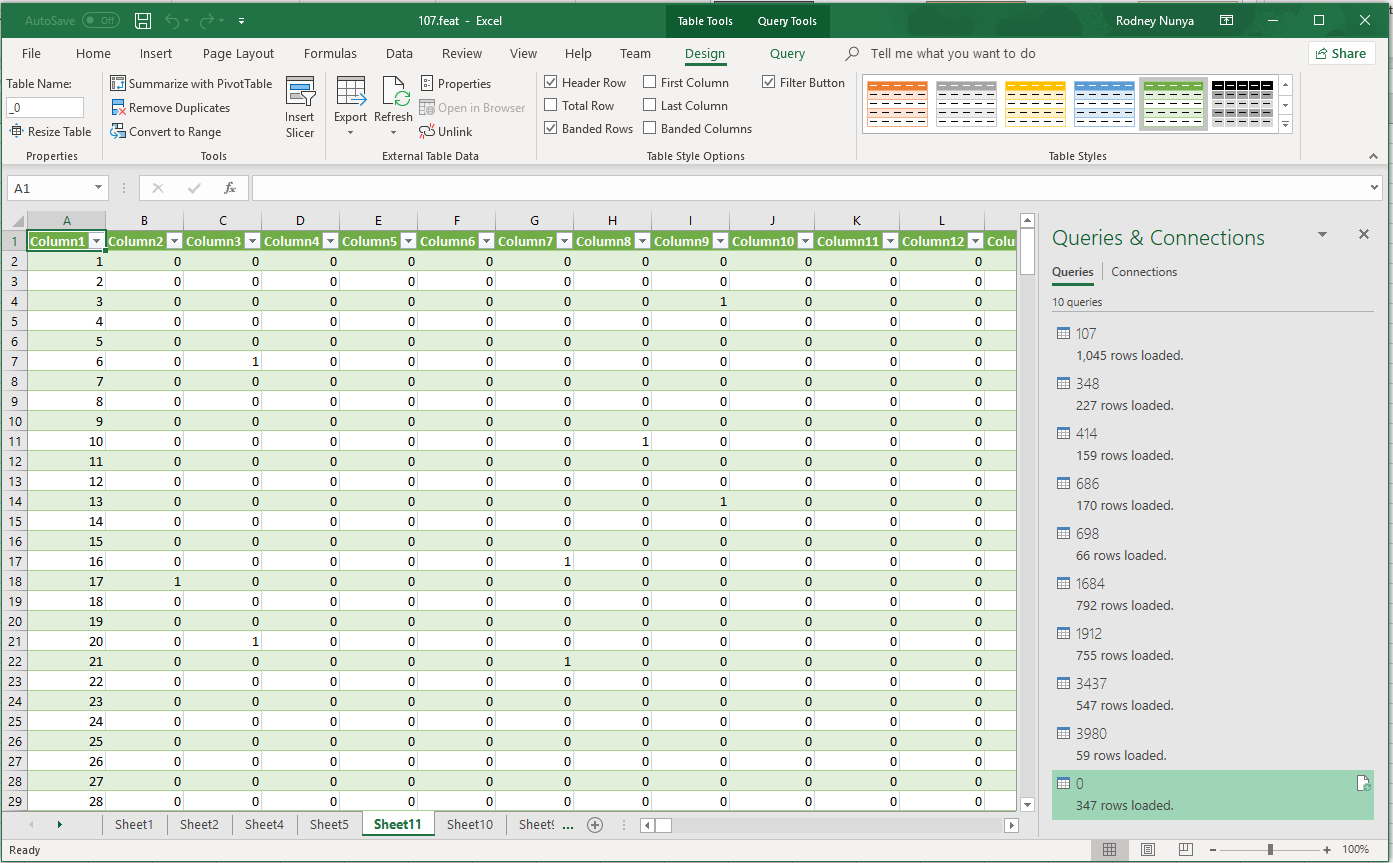 AutoSave Off 107.feat - Excel Table Tools Query Tools Rodney Nunya
File Home Insert Page Layout Formulas Data Review View Help Team Design Query Tell me what you want to do Share
Table Name: Summarize with PivotTable Properties Header Row First Column Filter Button
_0 Remove Duplicates Insert Slicer Export Refresh Open in Browser Total Row Last Column
Resize Table Convert to Range Unlink Banded Rows Banded Columns
Properties Tools External Table Data Table Style Options Table Styles
A1 fx
A B C D E F G H I J K L
1 Column1 Column2 Column3 Column4 Column5 Column6 Column7 Column8 Column9 Column10 Column11 Column12 Colu
2 1 0 0 0 0 0 0 0 0 0 0 0
3 2 0 0 0 0 0 0 0 0 0 0 0
4 3 0 0 0 0 0 0 0 1 0 0 0
5 4 0 0 0 0 0 0 0 0 0 0 0
6 5 0 0 0 0 0 0 0 0 0 0 0
7 6 0 1 0 0 0 0 0 0 0 0 0
8 7 0 0 0 0 0 0 0 0 0 0 0
9 8 0 0 0 0 0 0 0 0 0 0 0
10 9 0 0 0 0 0 0 0 0 0 0 0
11 10 0 0 0 0 0 0 1 0 0 0 0
12 11 0 0 0 0 0 0 0 0 0 0 0
13 12 0 0 0 0 0 0 0 0 0 0 0
14 13 0 0 0 0 0 0 0 1 0 0 0
15 14 0 0 0 0 0 0 0 0 0 0 0
16 15 0 0 0 0 0 0 0 0 0 0 0
17 16 0 0 0 0 0 1 0 0 0 0 0
18 17 1 0 0 0 0 0 0 0 0 0 0
19 18 0 0 0 0 0 0 0 0 0 0 0
20 19 0 0 0 0 0 0 0 0 0 0 0
21 20 0 1 0 0 0 0 0 0 0 0 0
22 21 0 0 0 0 0 1 0 0 0 0 0
23 22 0 0 0 0 0 0 0 0 0 0 0
24 23 0 0 0 0 0 0 0 0 0 0 0
25 24 0 0 0 0 0 0 0 0 0 0 0
26 25 0 0 0 0 0 0 0 0 0 0 0
27 26 0 0 0 0 0 0 0 0 0 0 0
28 27 0 0 0 0 0 0 0 0 0 0 0
29 28 0 0 0 0 0 0 0 0 0 0 0
Queries & Connections
Queries Connections
10 queries
107
1,045 rows loaded.
348
227 rows loaded.
414
159 rows loaded.
686
170 rows loaded.
698
66 rows loaded.
1684
792 rows loaded.
1912
755 rows loaded.
3437
547 rows loaded.
3980
59 rows loaded.
0
347 rows loaded.
Sheet1 Sheet2 Sheet4 Sheet5 Sheet11 Sheet10 Sheet9 ...
Ready 100%